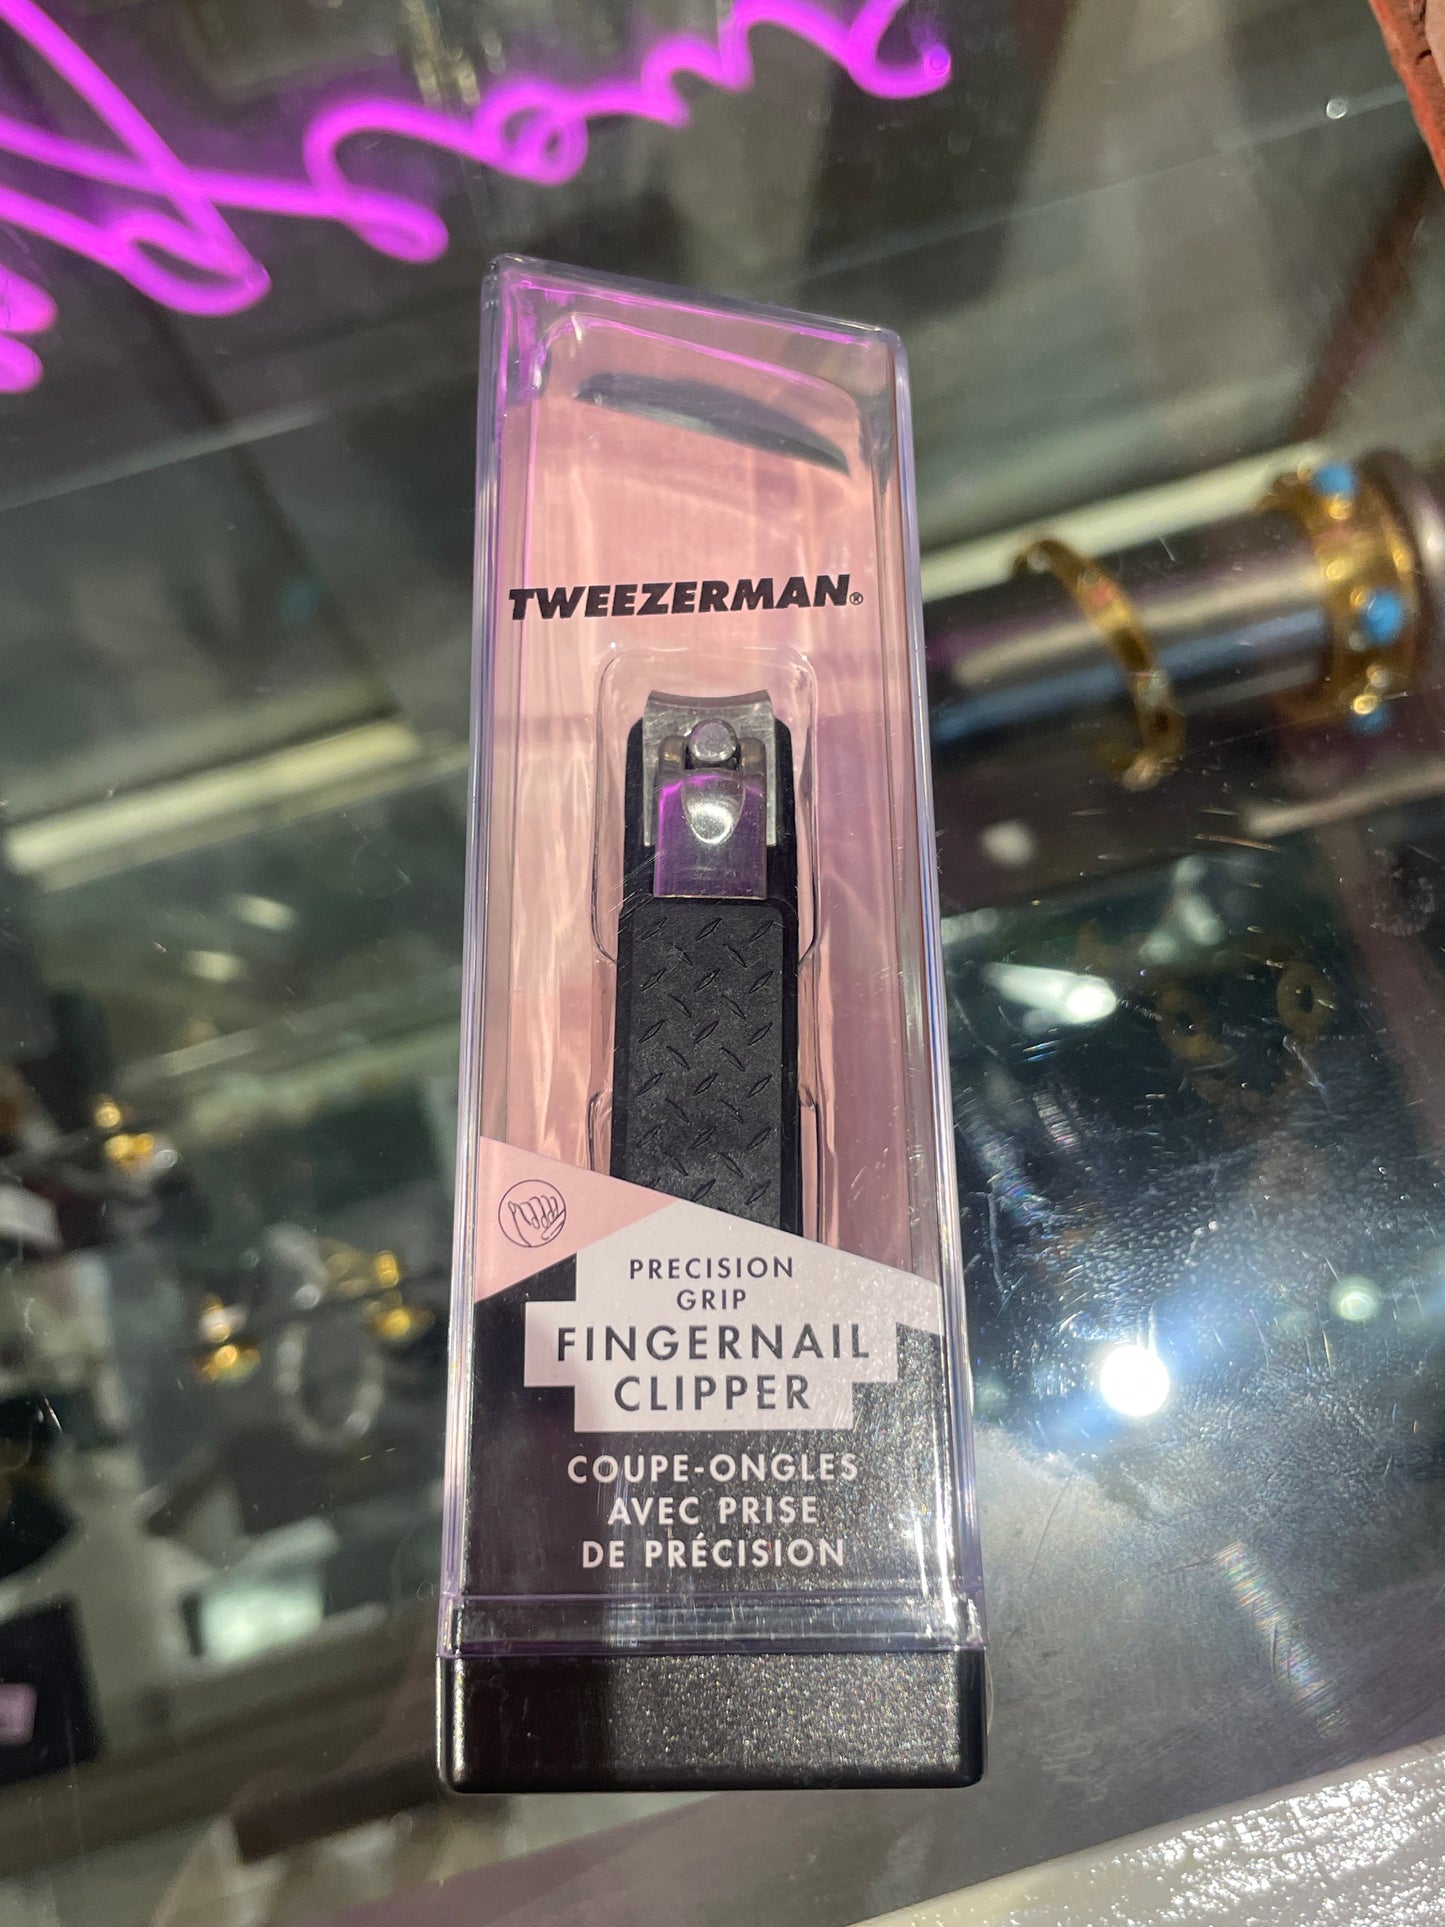 TWEEZERMAN®
PRECISION
GRIP
FINGERNAIL
CLIPPER
COUPE-ONGLES
AVEC PRISE
DE PRÉCISION